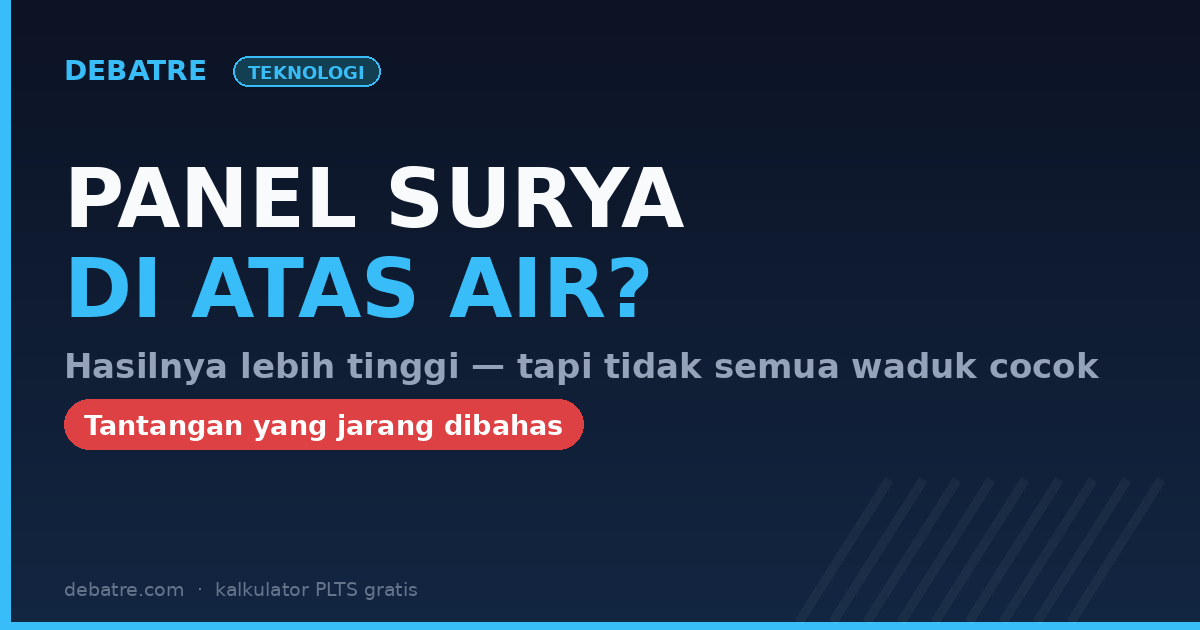 DEBATRE TEKNOLOGI
PANEL SURYA
DI ATAS AIR?
Hasilnya lebih tinggi — tapi tidak semua waduk cocok
Tantangan yang jarang dibahas
debatre.com · kalkulator PLTS gratis